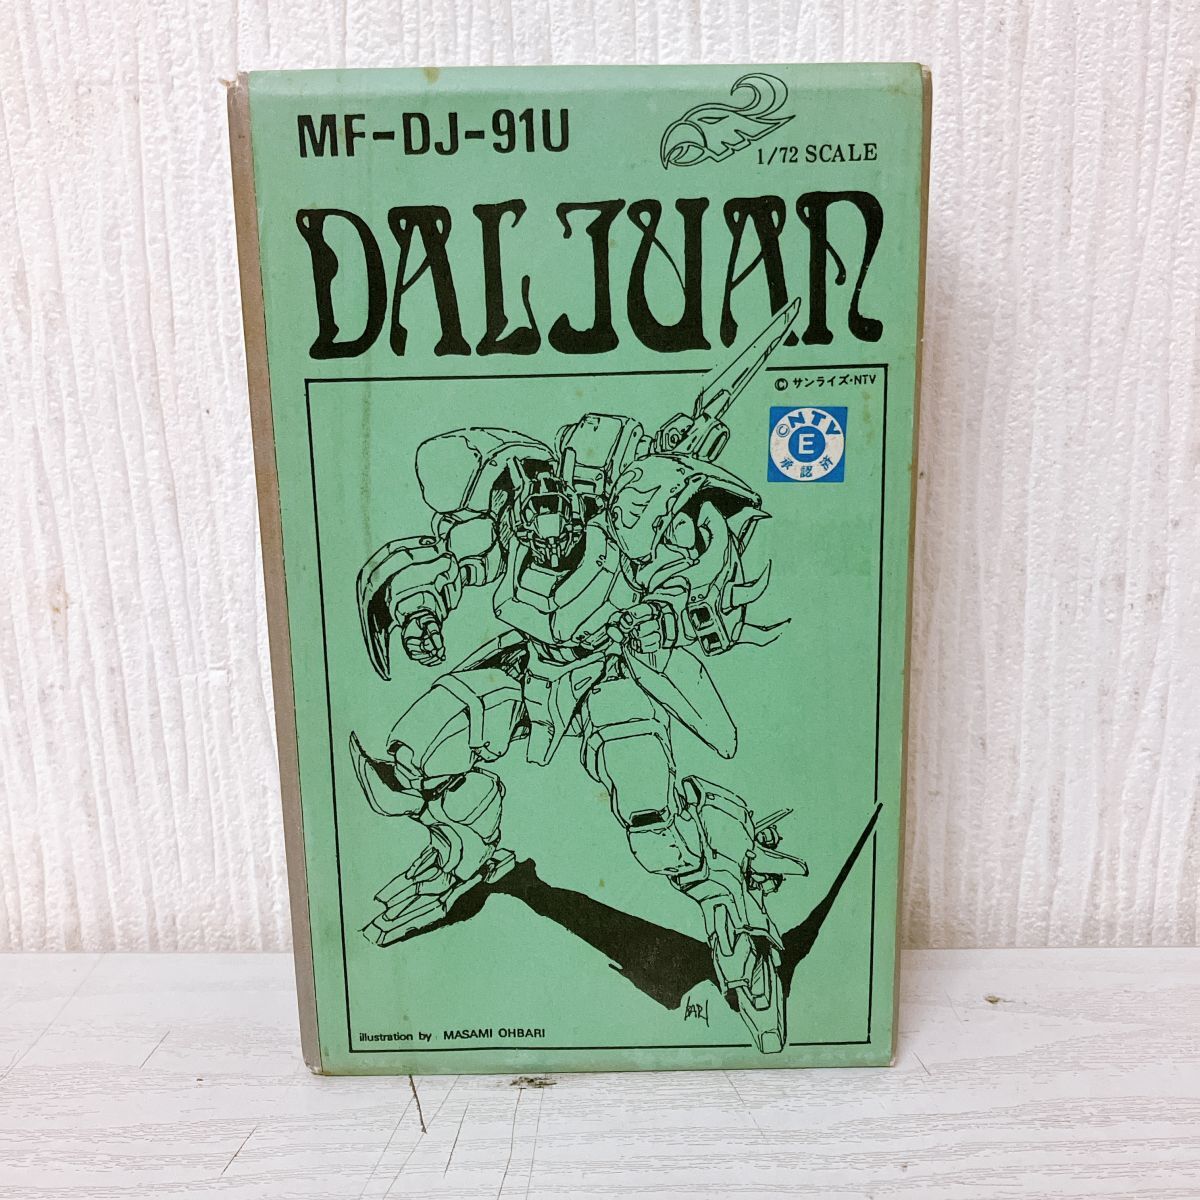 MF-DJ-91U
1/72 SCALE
DALJUAN
© サンライズ・NTV
©NTV
E
承認済
BARI
illustration by MASAMI OHBARI